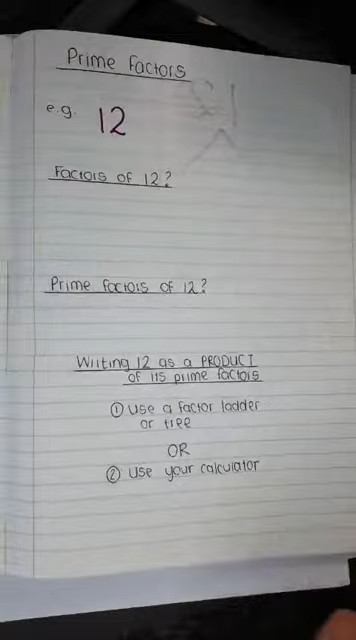 Prime Factors
e.g. 12
Factors of 12?
Prime factors of 12?
Writing 12 as a PRODUCT
of its prime factors
① Use a factor ladder
or tree
OR
② Use your calculator